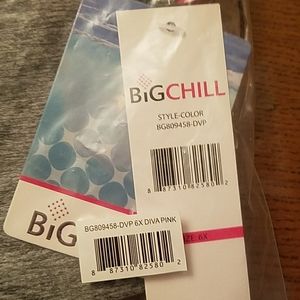 BiGCHILL
STYLE-COLOR
BG809458-DVP
8 87310 82580 2
SIZE 6X
BiG
BG809458-DVP 6X DIVA PINK
8 87310 82580 2